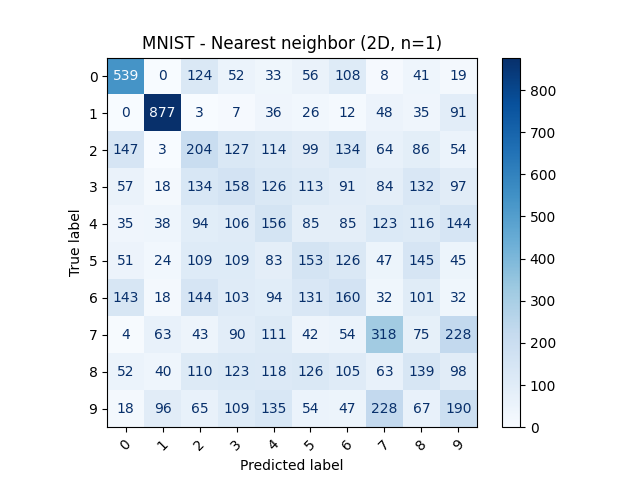 MNIST - Nearest neighbor (2D, n=1)
0 539 0 124 52 33 56 108 8 41 19
1 0 877 3 7 36 26 12 48 35 91
2 147 3 204 127 114 99 134 64 86 54
3 57 18 134 158 126 113 91 84 132 97
4 35 38 94 106 156 85 85 123 116 144
5 51 24 109 109 83 153 126 47 145 45
6 143 18 144 103 94 131 160 32 101 32
7 4 63 43 90 111 42 54 318 75 228
8 52 40 110 123 118 126 105 63 139 98
9 18 96 65 109 135 54 47 228 67 190
0 1 2 3 4 5 6 7 8 9
Predicted label
True label
800
700
600
500
400
300
200
100
0